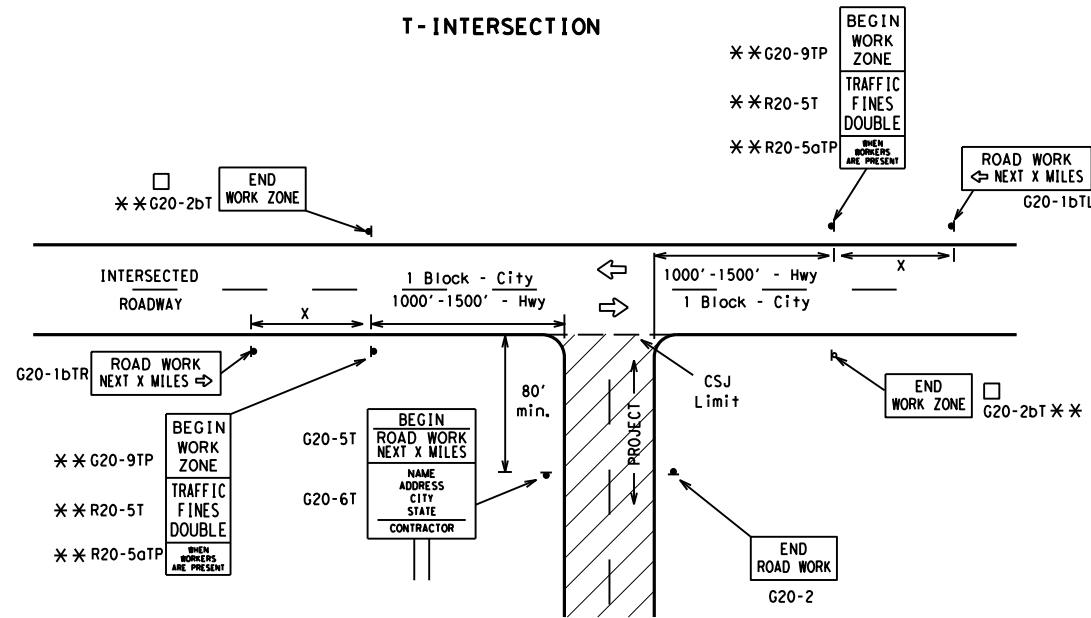 T-INTERSECTION
BEGIN
WORK
ZONE
TRAFFIC
FINES
DOUBLE
WHEN
WORKERS
ARE PRESENT
**G20-9TP
**R20-5T
**R20-5aTP
ROAD WORK
⇦ NEXT X MILES
G20-1bTL
□
**G20-2bT
END
WORK ZONE
INTERSECTED
ROADWAY
1 Block - City
1000'-1500' - Hwy
1000'-1500' - Hwy
1 Block - City
X
X
G20-1bTR
ROAD WORK
NEXT X MILES ⇨
80'
min.
CSJ
Limit
PROJECT
END
WORK ZONE
□
G20-2bT **
BEGIN
WORK
ZONE
TRAFFIC
FINES
DOUBLE
WHEN
WORKERS
ARE PRESENT
**G20-9TP
**R20-5T
**R20-5aTP
G20-5T
BEGIN
ROAD WORK
NEXT X MILES
G20-6T
NAME
ADDRESS
CITY
STATE
CONTRACTOR
END
ROAD WORK
G20-2